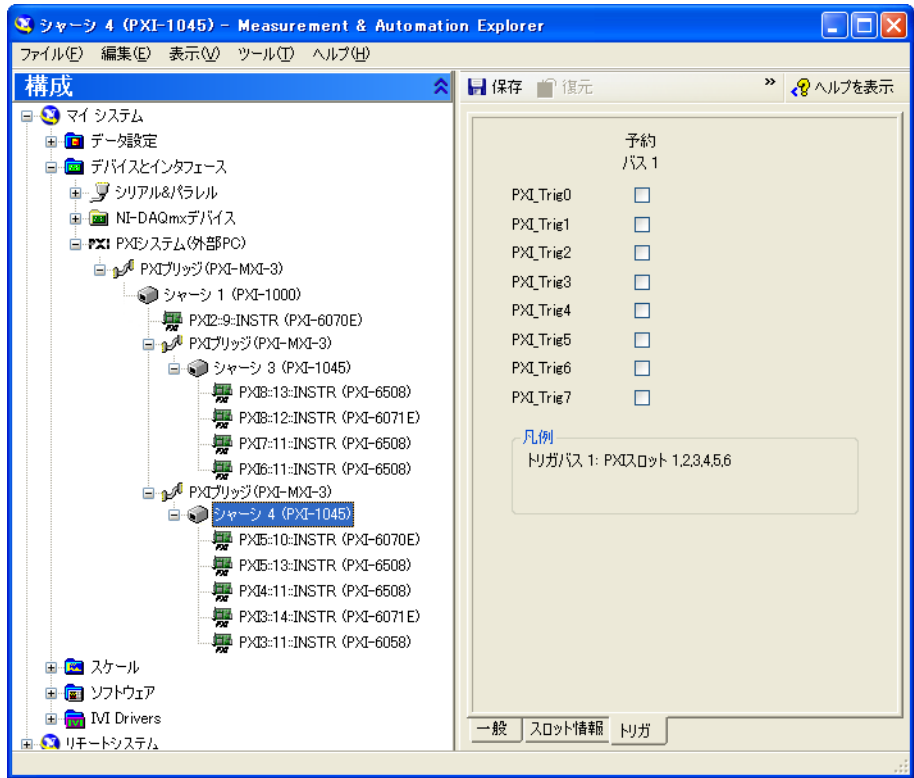 シャーシ 4 (PXI-1045) - Measurement & Automation Explorer
ファイル(F) 編集(E) 表示(V) ツール(T) ヘルプ(H)
構成
マイ システム
データ設定
デバイスとインタフェース
シリアル&パラレル
NI-DAQmxデバイス
PXI PXIシステム(外部PC)
PXIブリッジ(PXI-MXI-3)
シャーシ 1 (PXI-1000)
PXI2::9::INSTR (PXI-6070E)
PXIブリッジ(PXI-MXI-3)
シャーシ 3 (PXI-1045)
PXI8::13::INSTR (PXI-6508)
PXI8::12::INSTR (PXI-6071E)
PXI7::11::INSTR (PXI-6508)
PXI6::11::INSTR (PXI-6508)
PXIブリッジ(PXI-MXI-3)
シャーシ 4 (PXI-1045)
PXI5::10::INSTR (PXI-6070E)
PXI5::13::INSTR (PXI-6508)
PXI4::11::INSTR (PXI-6508)
PXI3::14::INSTR (PXI-6071E)
PXI3::11::INSTR (PXI-6058)
スケール
ソフトウェア
IVI Drivers
リモートシステム
保存 復元 » ヘルプを表示
予約
バス 1
PXI_Trig0
PXI_Trig1
PXI_Trig2
PXI_Trig3
PXI_Trig4
PXI_Trig5
PXI_Trig6
PXI_Trig7
凡例
トリガバス 1: PXIスロット 1,2,3,4,5,6
一般 スロット情報 トリガ